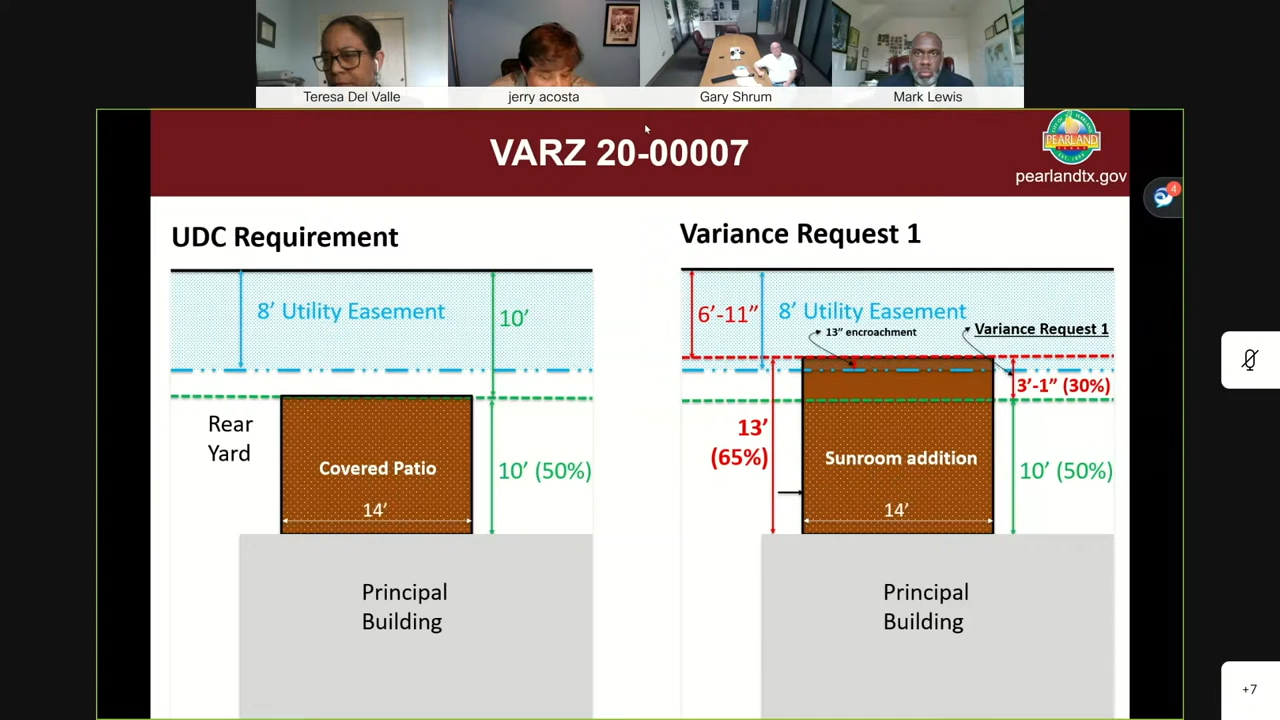 Teresa Del Valle
jerry acosta
Gary Shrum
Mark Lewis
VARZ 20-00007
PEARLAND
pearlandtx.gov
4
UDC Requirement
8’ Utility Easement
10’
Rear
Yard
Covered Patio
14’
10’ (50%)
Principal
Building
Variance Request 1
6’-11”
8’ Utility Easement
13” encroachment
Variance Request 1
3’-1” (30%)
13’
(65%)
Sunroom addition
14’
10’ (50%)
Principal
Building
+7